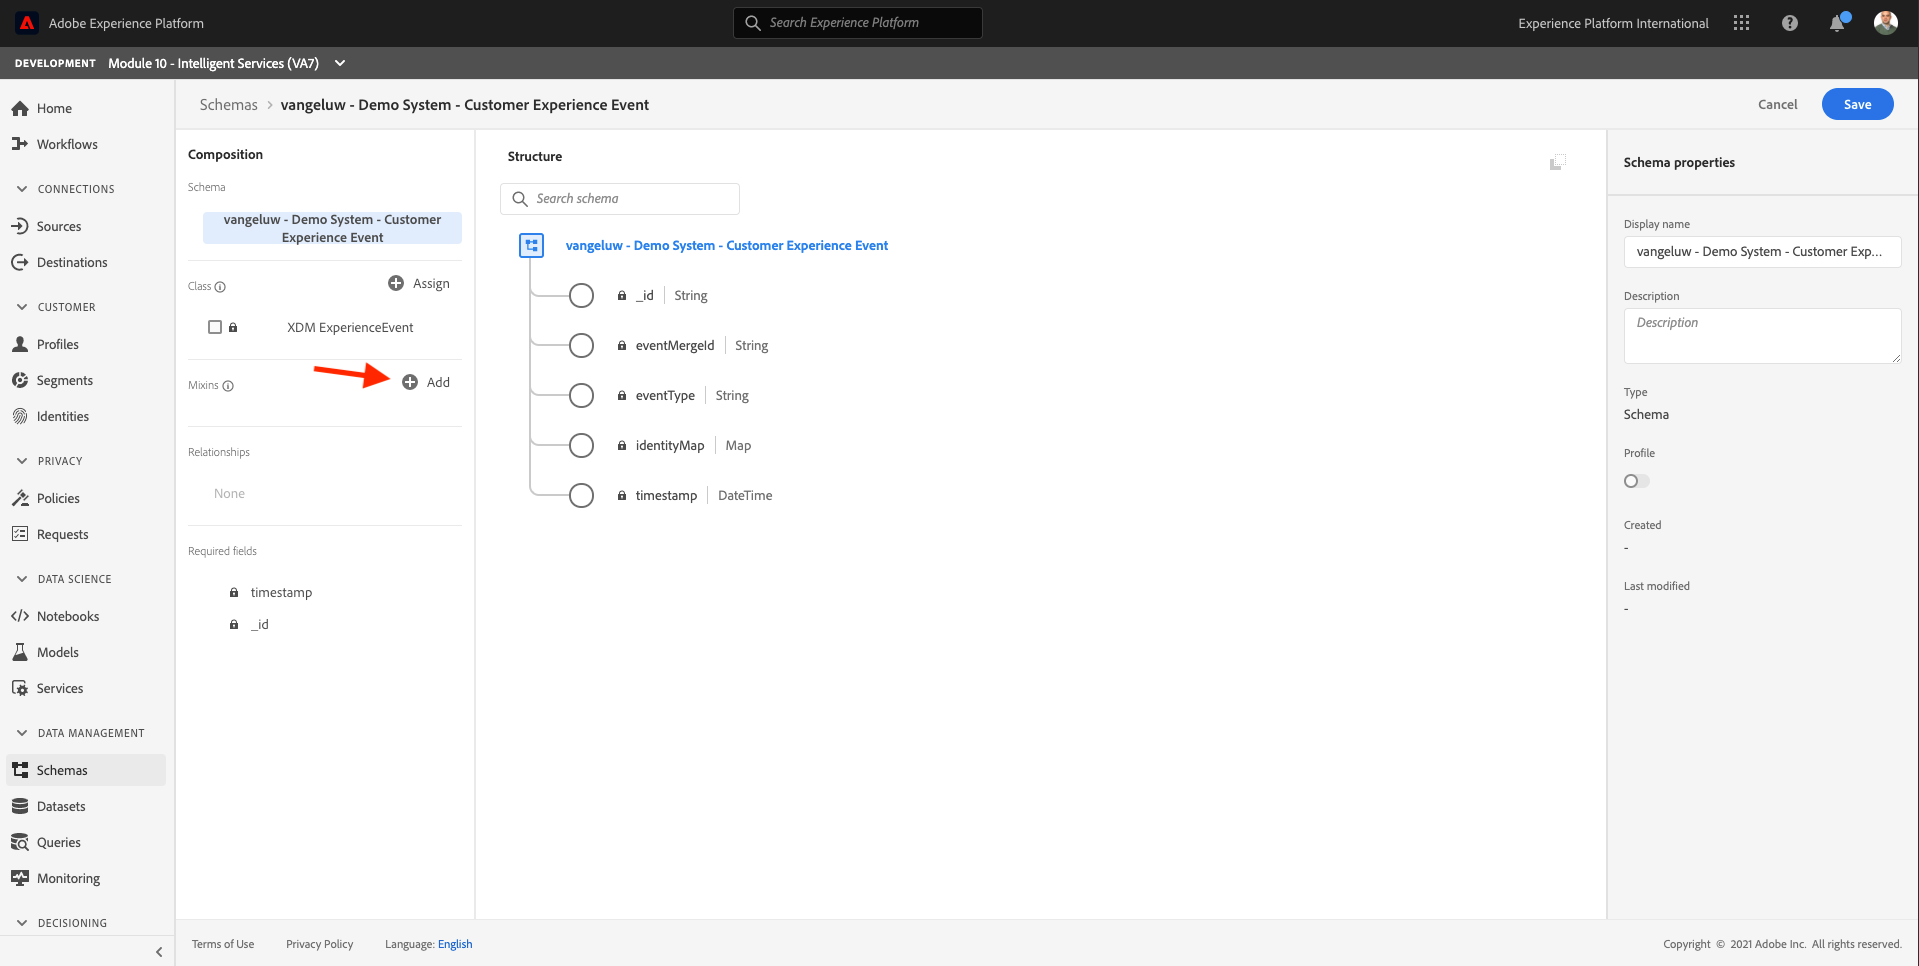 Adobe Experience Platform
Search Experience Platform
Experience Platform International
DEVELOPMENT Module 10 - Intelligent Services (VA7)
Home
Workflows
CONNECTIONS
Sources
Destinations
CUSTOMER
Profiles
Segments
Identities
PRIVACY
Policies
Requests
DATA SCIENCE
Notebooks
Models
Services
DATA MANAGEMENT
Schemas
Datasets
Queries
Monitoring
DECISIONING
Schemas > vangeluw - Demo System - Customer Experience Event
Cancel
Save
Composition
Schema
vangeluw - Demo System - Customer
Experience Event
Class
Assign
XDM ExperienceEvent
Mixins
Add
Relationships
None
Required fields
timestamp
_id
Structure
Search schema
vangeluw - Demo System - Customer Experience Event
_id String
eventMergeId String
eventType String
identityMap Map
timestamp DateTime
Schema properties
Display name
vangeluw - Demo System - Customer Exp...
Description
Description
Type
Schema
Profile
Created
-
Last modified
-
Terms of Use
Privacy Policy
Language: English
Copyright © 2021 Adobe Inc. All rights reserved.